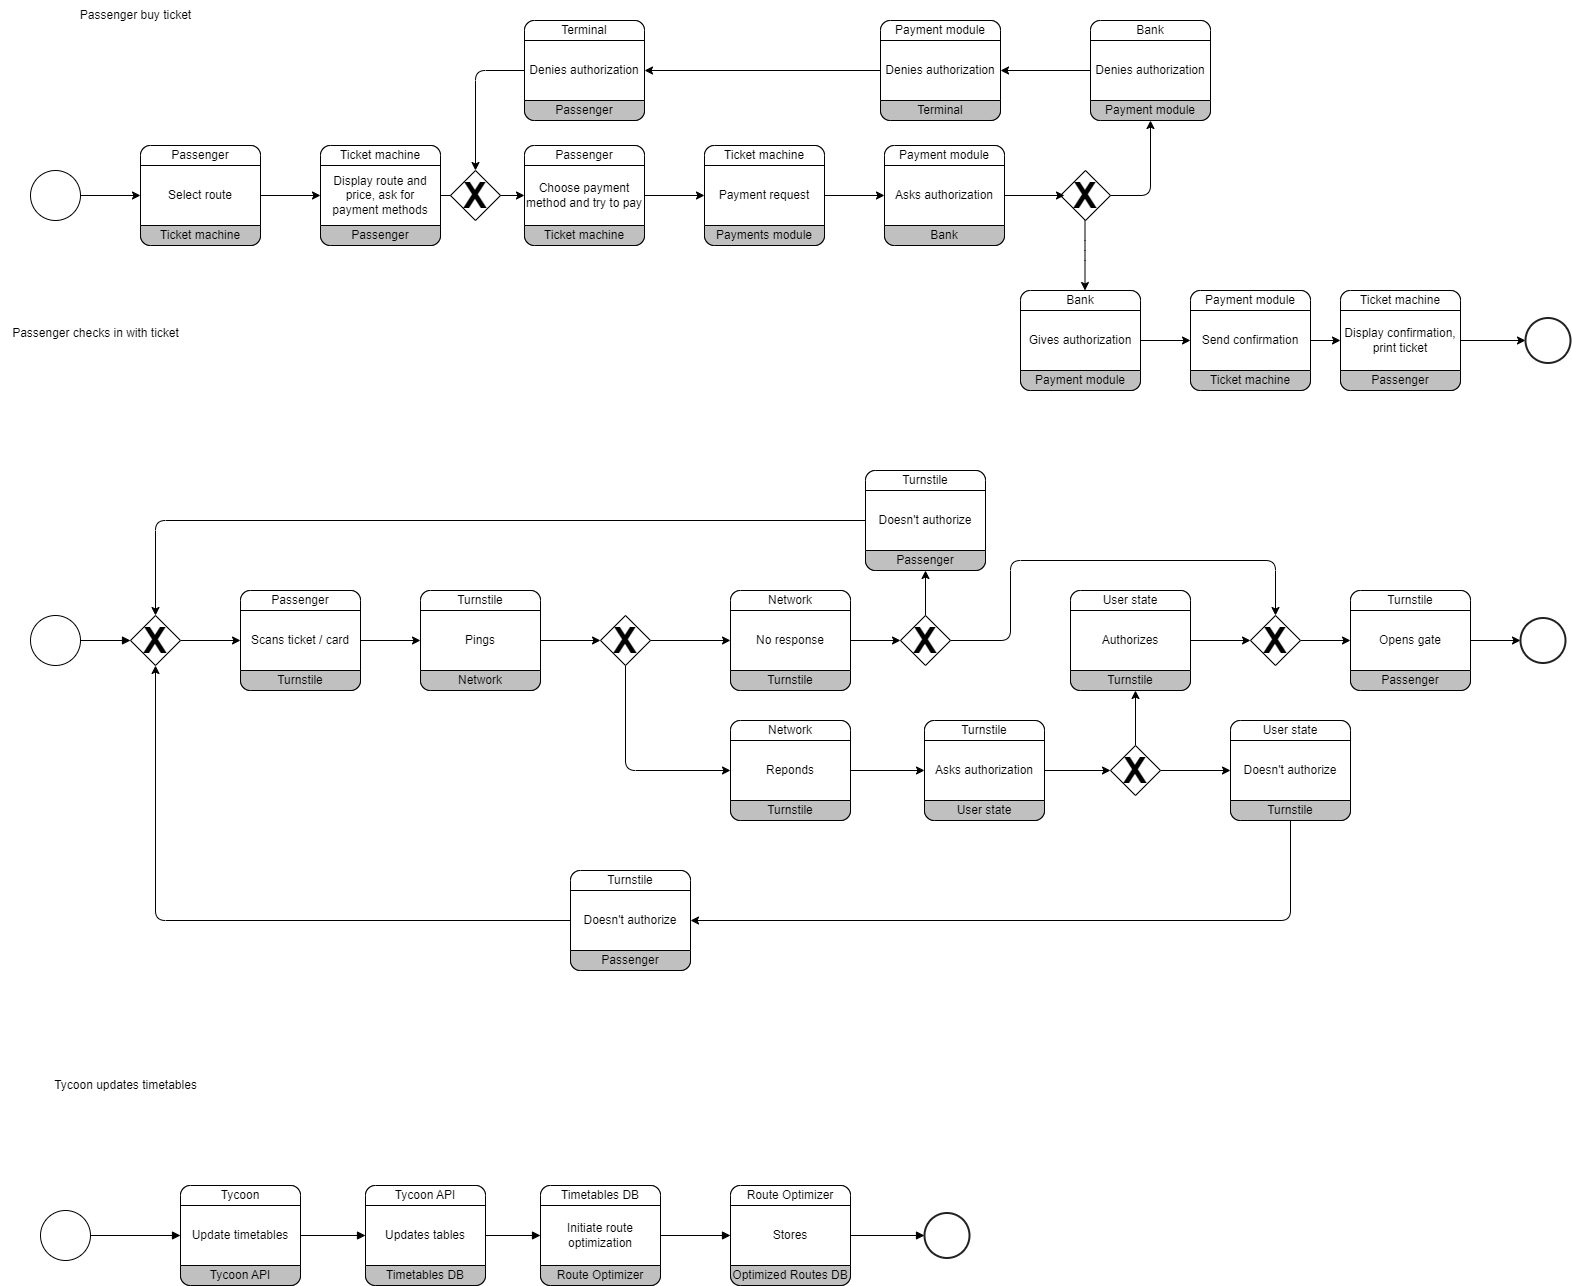 Passenger buy ticket
Terminal
Denies authorization
Passenger
Payment module
Denies authorization
Terminal
Bank
Denies authorization
Payment module
Passenger
Select route
Ticket machine
Ticket machine
Display route and
price, ask for
payment methods
Passenger
X
Passenger
Choose payment
method and try to pay
Ticket machine
Ticket machine
Payment request
Payments module
Payment module
Asks authorization
Bank
X
Bank
Gives authorization
Payment module
Payment module
Send confirmation
Ticket machine
Ticket machine
Display confirmation,
print ticket
Passenger
Passenger checks in with ticket
Turnstile
Doesn't authorize
Passenger
X
Passenger
Scans ticket / card
Turnstile
Turnstile
Pings
Network
X
Network
No response
Turnstile
X
User state
Authorizes
Turnstile
X
Turnstile
Opens gate
Passenger
Network
Reponds
Turnstile
Turnstile
Asks authorization
User state
X
User state
Doesn't authorize
Turnstile
Turnstile
Doesn't authorize
Passenger
Tycoon updates timetables
Tycoon
Update timetables
Tycoon API
Tycoon API
Updates tables
Timetables DB
Timetables DB
Initiate route
optimization
Route Optimizer
Route Optimizer
Stores
Optimized Routes DB